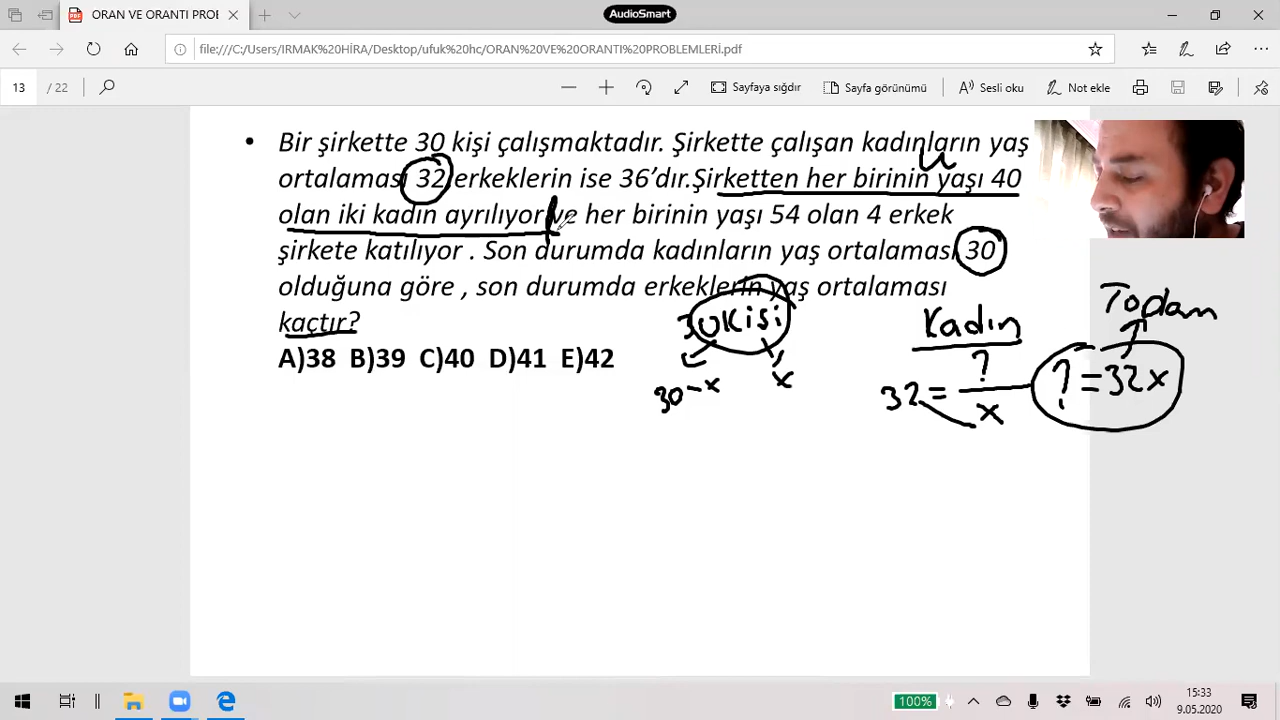 AudioSmart
ORAN VE ORANTI PROI
file:///C:/Users/IRMAK%20HİRA/Desktop/ufuk%20hc/ORAN%20VE%20ORANTI%20PROBLEMLERİ.pdf
13 / 22 Sayfaya sığdır Sayfa görünümü Sesli oku Not ekle
• Bir şirkette 30 kişi çalışmaktadır. Şirkette çalışan kadınların yaş
ortalaması 32 erkeklerin ise 36’dır.Şirketten her birinin yaşı 40
olan iki kadın ayrılıyor ve her birinin yaşı 54 olan 4 erkek
şirkete katılıyor . Son durumda kadınların yaş ortalaması 30
olduğuna göre , son durumda erkeklerin yaş ortalaması
kaçtır?
A)38 B)39 C)40 D)41 E)42
30Kişi
30-x
x
Kadın
32 = ?/x
Toplam
? = 32x
100%
15:33
9.05.2020